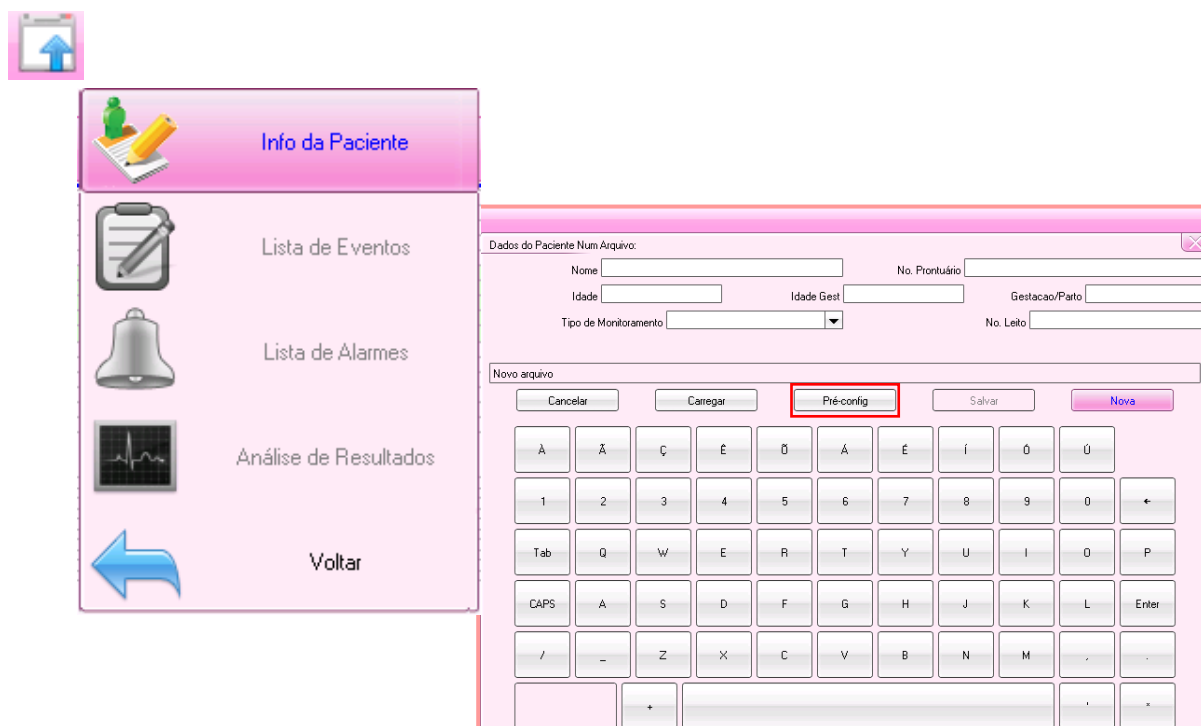 Info da Paciente
Lista de Eventos
Lista de Alarmes
Análise de Resultados
Voltar
Dados do Paciente Num Arquivo:
Nome No. Prontuário
Idade Idade Gest Gestacao/Parto
Tipo de Monitoramento No. Leito
Novo arquivo
Cancelar Carregar Pré-config Salvar Nova
À Ã Ç Ê Õ Á É Í Ó Ú
1 2 3 4 5 6 7 8 9 0 ←
Tab Q W E R T Y U I O P
CAPS A S D F G H J K L Enter
/ _ Z X C V B N M , .
+ ' *